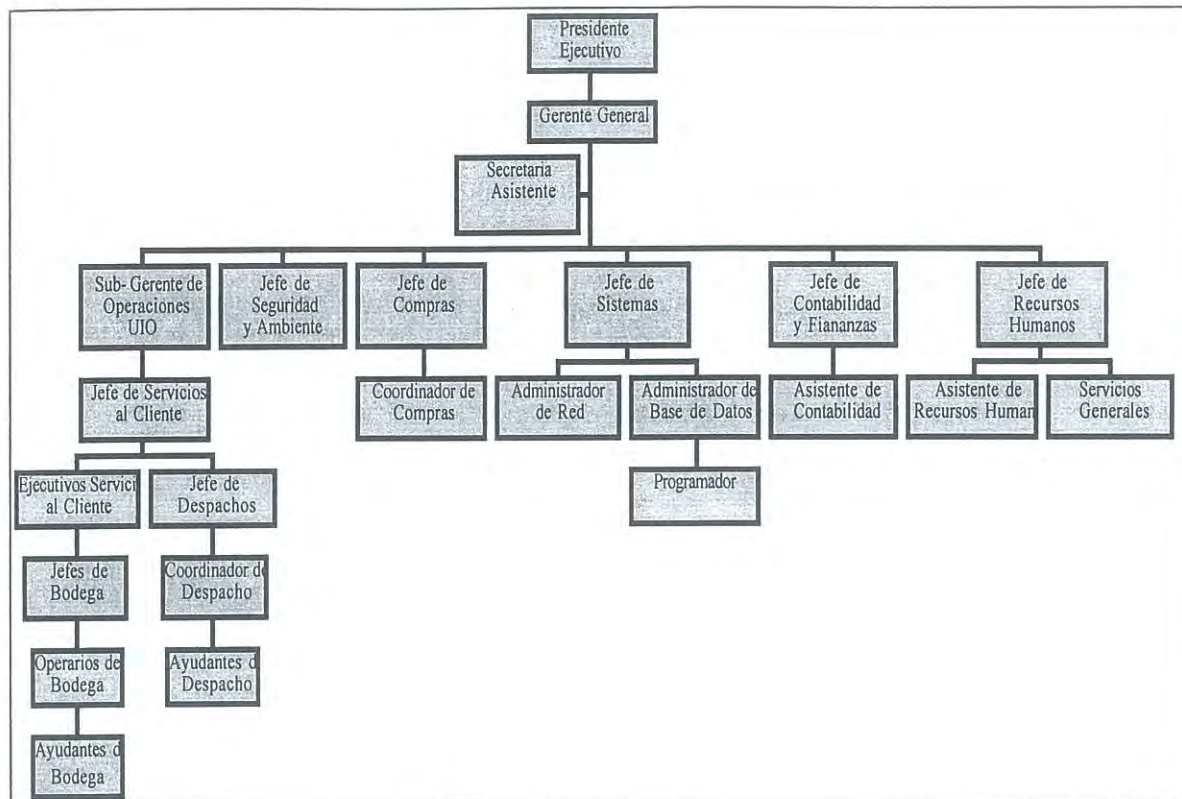 Presidente
Ejecutivo
Gerente General
Secretaria
Asistente
Sub- Gerente de
Operaciones
UIO
Jefe de
Seguridad
y Ambiente
Jefe de
Compras
Jefe de
Sistemas
Jefe de
Contabilidad
y Fiananzas
Jefe de
Recursos
Humanos
Jefe de Servicios
al Cliente
Coordinador de
Compras
Administrador
de Red
Administrador de
Base de Datos
Asistente de
Contabilidad
Asistente de
Recursos Human
Servicios
Generales
Ejecutivos Servici
al Cliente
Jefe de
Despachos
Programador
Jefes de
Bodega
Coordinador de
Despacho
Operarios de
Bodega
Ayudantes d
Despacho
Ayudantes d
Bodega